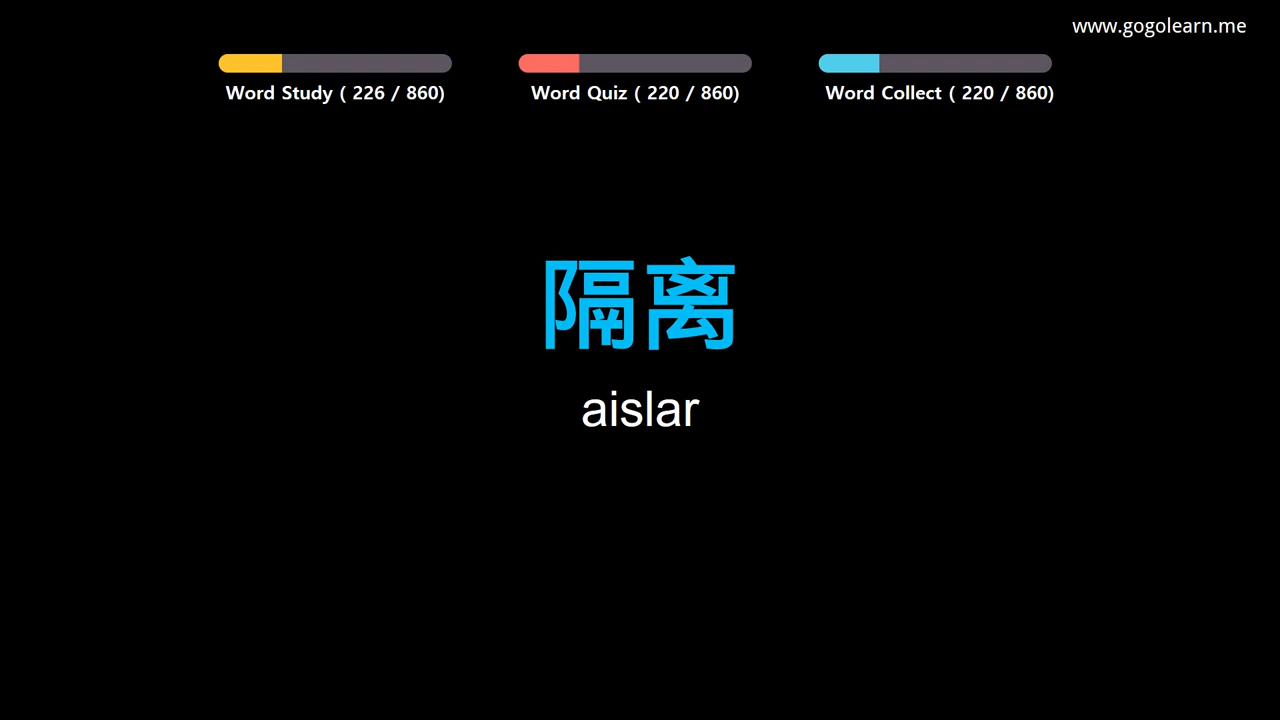 www.gogolearn.me
Word Study ( 226 / 860)
Word Quiz ( 220 / 860)
Word Collect ( 220 / 860)
隔离
aislar